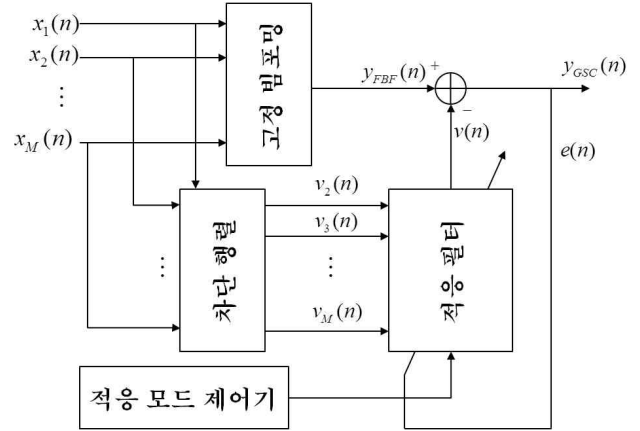 x₁(n)
x₂(n)
⋯
x_M(n)
고정 빔포밍
y_FBF(n) +
y_GSC(n)
−
v(n)
e(n)
차단 행렬
⋯
v₂(n)
v₃(n)
⋯
v_M(n)
적응 필터
적응 모드 제어기